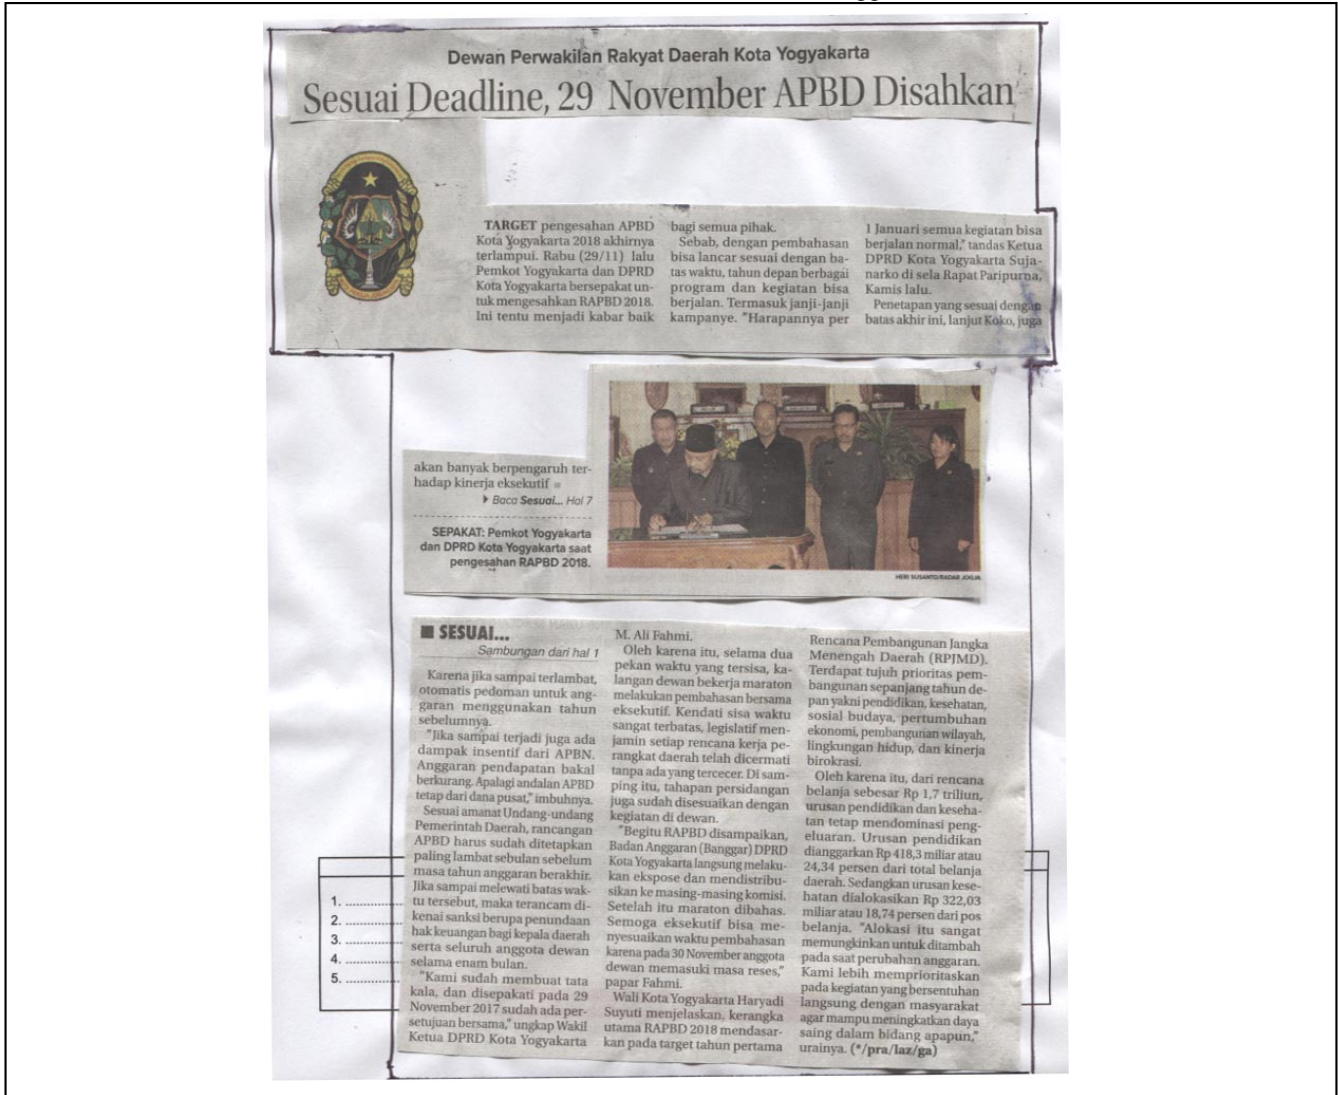 Dewan Perwakilan Rakyat Daerah Kota Yogyakarta
Sesuai Deadline, 29 November APBD Disahkan
TARGET pengesahan APBD
Kota Yogyakarta 2018 akhirnya
terlampui. Rabu (29/11) lalu
Pemkot Yogyakarta dan DPRD
Kota Yogyakarta bersepakat un-
tuk mengesahkan RAPBD 2018.
Ini tentu menjadi kabar baik
bagi semua pihak.
Sebab, dengan pembahasan
bisa lancar sesuai dengan ba-
tas waktu, tahun depan berbagai
program dan kegiatan bisa
berjalan. Termasuk janji-janji
kampanye. "Harapannya per
1 Januari semua kegiatan bisa
berjalan normal," tandas Ketua
DPRD Kota Yogyakarta Suja-
narko di sela Rapat Paripurna,
Kamis lalu.
Penetapan yang sesuai dengan
batas akhir ini, lanjut Koko, juga
akan banyak berpengaruh ter-
hadap kinerja eksekutif
Baca Sesuai... Hal 7
SEPAKAT: Pemkot Yogyakarta
dan DPRD Kota Yogyakarta saat
pengesahan RAPBD 2018.
HERI SUSANTO/RADAR JOGJA
SESUAI...
Sambungan dari hal 1
Karena jika sampai terlambat,
otomatis pedoman untuk ang-
garan menggunakan tahun
sebelumnya.
"Jika sampai terjadi juga ada
dampak insentif dari APBN.
Anggaran pendapatan bakal
berkurang. Apalagi andalan APBD
tetap dari dana pusat," imbuhnya.
Sesuai amanat Undang-undang
Pemerintah Daerah, rancangan
APBD harus sudah ditetapkan
paling lambat sebulan sebelum
masa tahun anggaran berakhir.
Jika sampai melewati batas wak-
tu tersebut, maka terancam di-
kenai sanksi berupa penundaan
hak keuangan bagi kepala daerah
serta seluruh anggota dewan
selama enam bulan.
"Kami sudah membuat tata
kala, dan disepakati pada 29
November 2017 sudah ada per-
setujuan bersama," ungkap Wakil
Ketua DPRD Kota Yogyakarta
M. Ali Fahmi.
Oleh karena itu, selama dua
pekan waktu yang tersisa, ka-
langan dewan bekerja maraton
melakukan pembahasan bersama
eksekutif. Kendati sisa waktu
sangat terbatas, legislatif men-
jamin setiap rencana kerja pe-
rangkat daerah telah dicermati
tanpa ada yang tercecer. Di sam-
ping itu, tahapan persidangan
juga sudah disesuaikan dengan
kegiatan di dewan.
"Begitu RAPBD disampaikan,
Badan Anggaran (Banggar) DPRD
Kota Yogyakarta langsung melaku-
kan ekspose dan mendistribu-
sikan ke masing-masing komisi.
Setelah itu maraton dibahas.
Semoga eksekutif bisa me-
nyesuaikan waktu pembahasan
karena pada 30 November anggota
dewan memasuki masa reses,"
papar Fahmi.
Wali Kota Yogyakarta Haryadi
Suyuti menjelaskan, kerangka
utama RAPBD 2018 mendasar-
kan pada target tahun pertama
Rencana Pembangunan Jangka
Menengah Daerah (RPJMD).
Terdapat tujuh prioritas pem-
bangunan sepanjang tahun de-
pan yakni pendidikan, kesehatan,
sosial budaya, pertumbuhan
ekonomi, pembangunan wilayah,
lingkungan hidup, dan kinerja
birokrasi.
Oleh karena itu, dari rencana
belanja sebesar Rp 1,7 triliun,
urusan pendidikan dan keseha-
tan tetap mendominasi peng-
eluaran. Urusan pendidikan
dianggarkan Rp 418,3 miliar atau
24,34 persen dari total belanja
daerah. Sedangkan urusan kese-
hatan dialokasikan Rp 322,03
miliar atau 18,74 persen dari pos
belanja. "Alokasi itu sangat
memungkinkan untuk ditambah
pada saat perubahan anggaran.
Kami lebih memprioritaskan
pada kegiatan yang bersentuhan
langsung dengan masyarakat
agar mampu meningkatkan daya
saing dalam bidang apapun,"
urainya. (*/pra/laz/ga)
1. ................
2. ................
3. ................
4. ................
5. ................